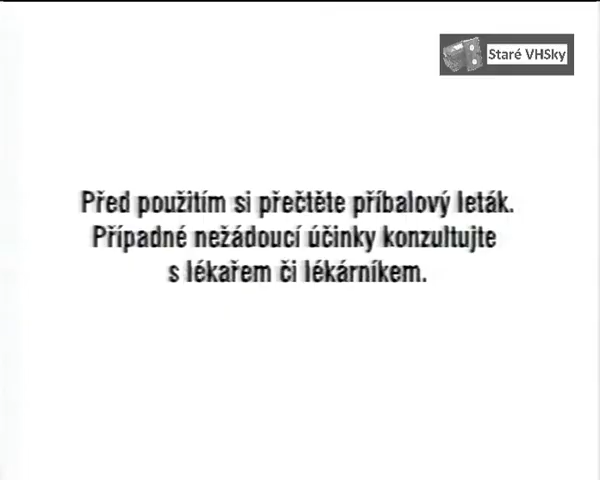 Staré VHSky
Před použitím si přečtěte příbalový leták.
Případné nežádoucí účinky konzultujte
s lékařem či lékárníkem.